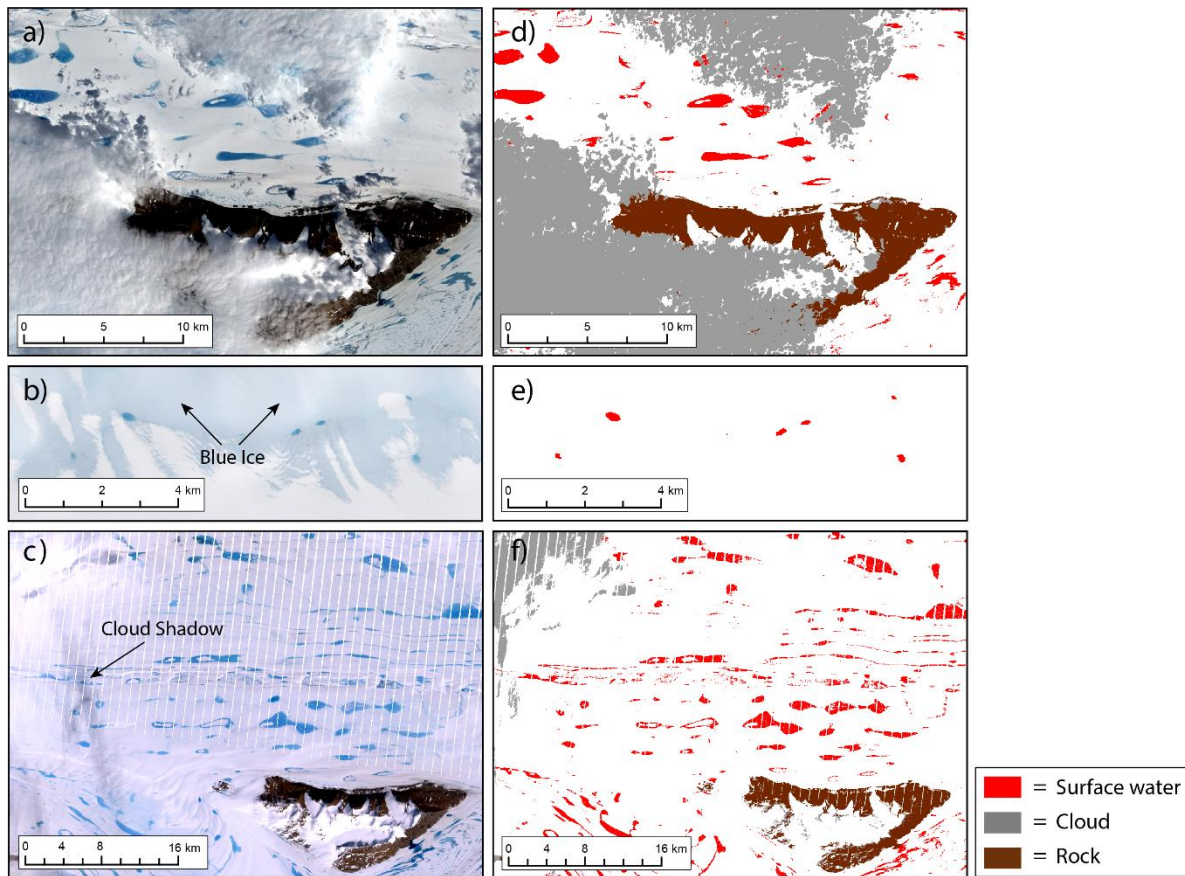 a)
d)
0 5 10 km
0 5 10 km
b)
e)
Blue Ice
0 2 4 km
0 2 4 km
c)
f)
Cloud Shadow
0 4 8 16 km
0 4 8 16 km
= Surface water
= Cloud
= Rock